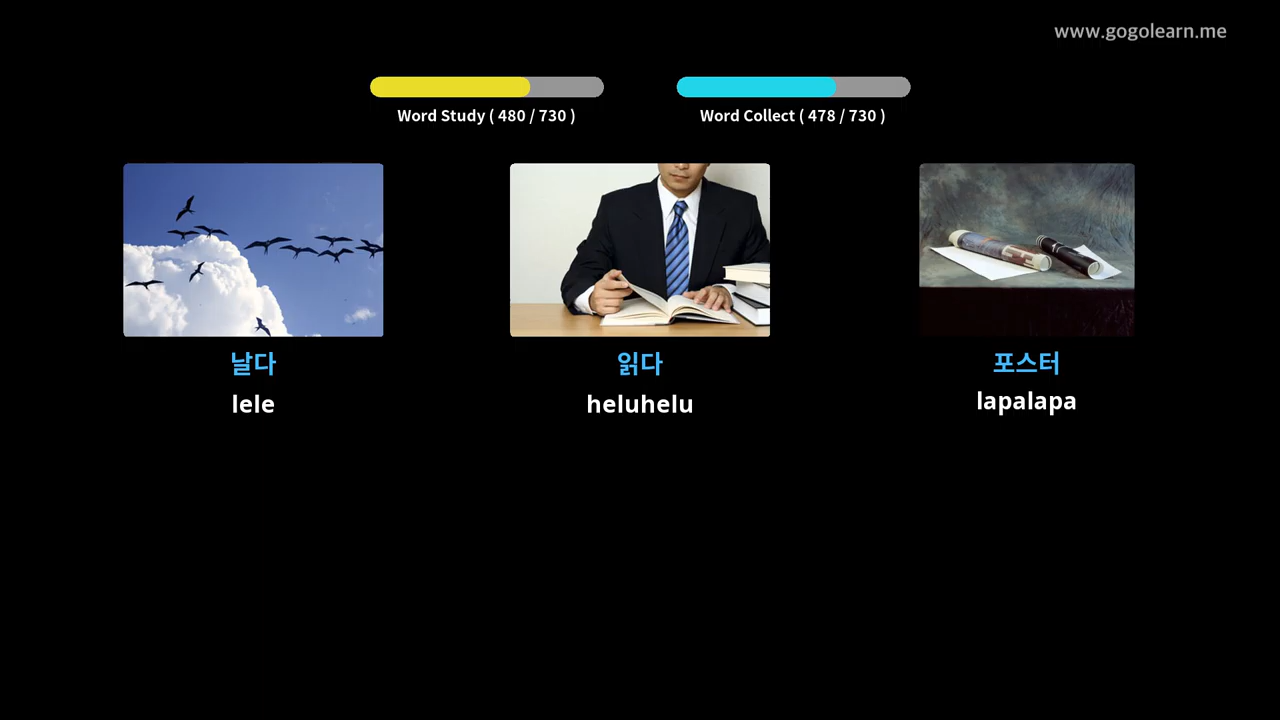 www.gogolearn.me
Word Study ( 480 / 730 )
Word Collect ( 478 / 730 )
날다
읽다
포스터
lele
heluhelu
lapalapa